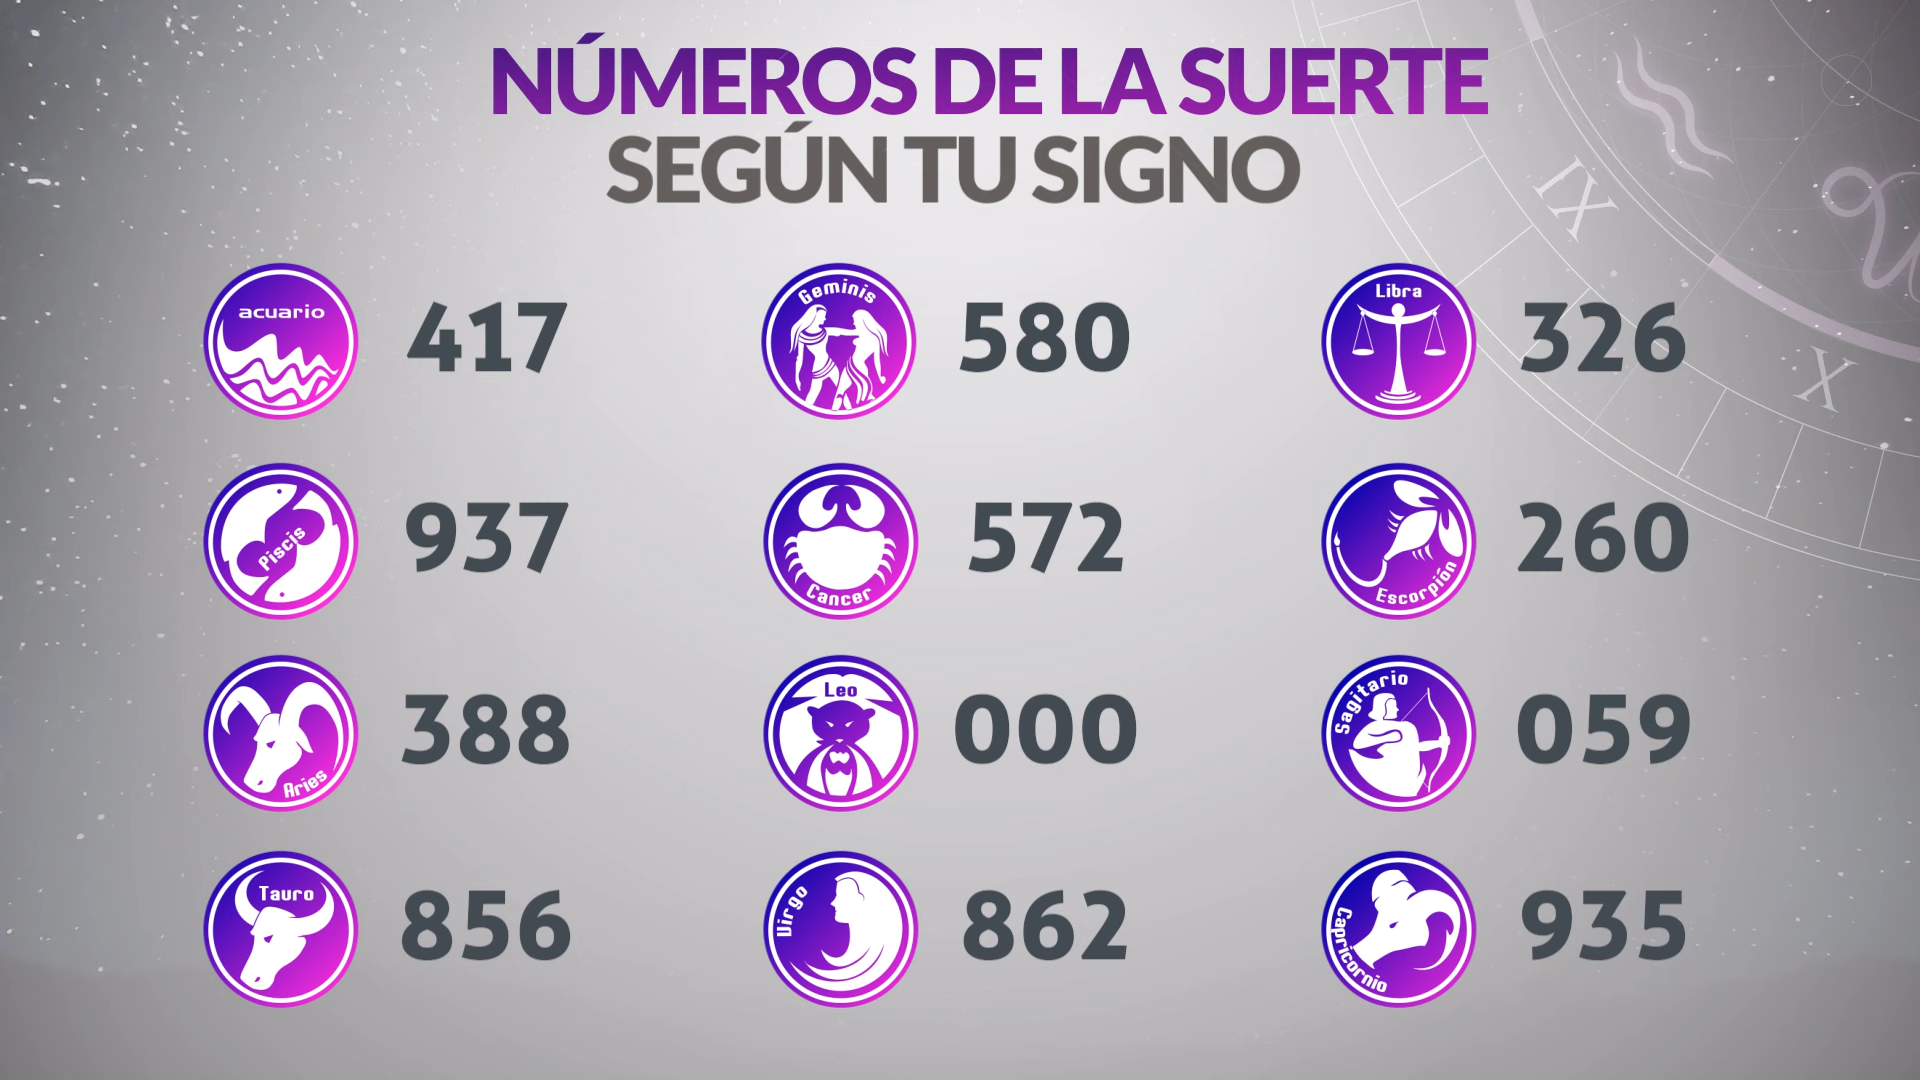 NÚMEROS DE LA SUERTE
SEGÚN TU SIGNO
acuario 417
Geminis 580
Libra 326
Piscis 937
Cancer 572
Escorpión 260
Aries 388
Leo 000
Sagitario 059
Tauro 856
Virgo 862
Capricornio 935
IX
X